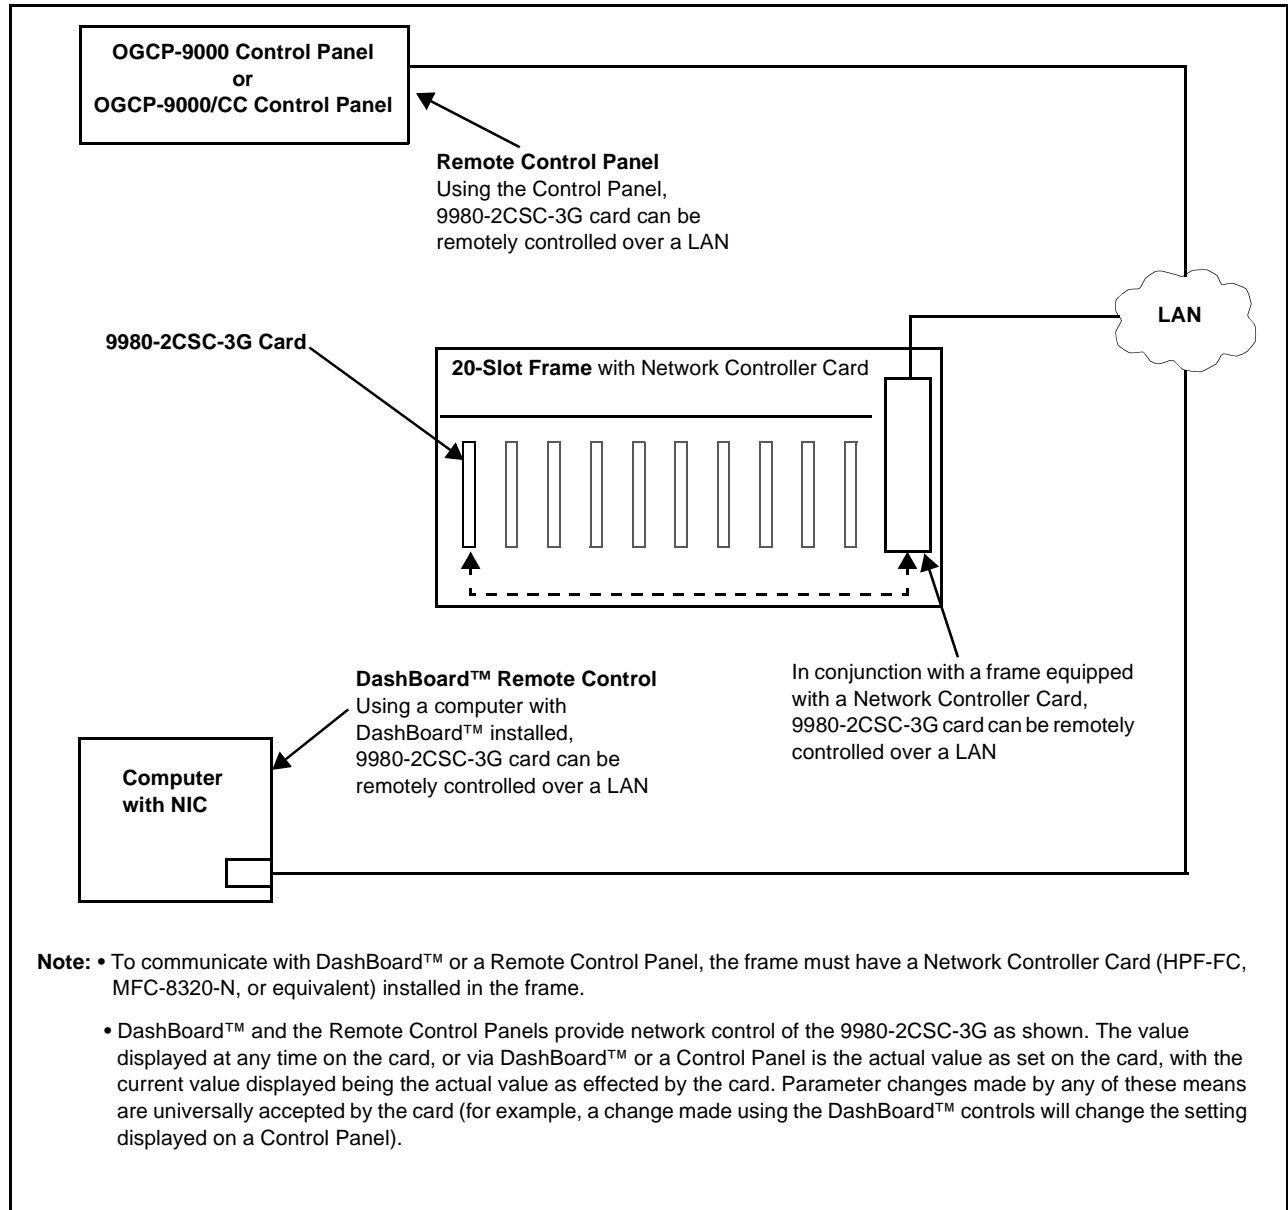 OGCP-9000 Control Panel
or
OGCP-9000/CC Control Panel
Remote Control Panel
Using the Control Panel,
9980-2CSC-3G card can be
remotely controlled over a LAN
LAN
9980-2CSC-3G Card
20-Slot Frame with Network Controller Card
DashBoard™ Remote Control
Using a computer with
DashBoard™ installed,
9980-2CSC-3G card can be
remotely controlled over a LAN
In conjunction with a frame equipped
with a Network Controller Card,
9980-2CSC-3G card can be remotely
controlled over a LAN
Computer
with NIC
Note: • To communicate with DashBoard™ or a Remote Control Panel, the frame must have a Network Controller Card (HPF-FC,
MFC-8320-N, or equivalent) installed in the frame.
• DashBoard™ and the Remote Control Panels provide network control of the 9980-2CSC-3G as shown. The value
displayed at any time on the card, or via DashBoard™ or a Control Panel is the actual value as set on the card, with the
current value displayed being the actual value as effected by the card. Parameter changes made by any of these means
are universally accepted by the card (for example, a change made using the DashBoard™ controls will change the setting
displayed on a Control Panel).